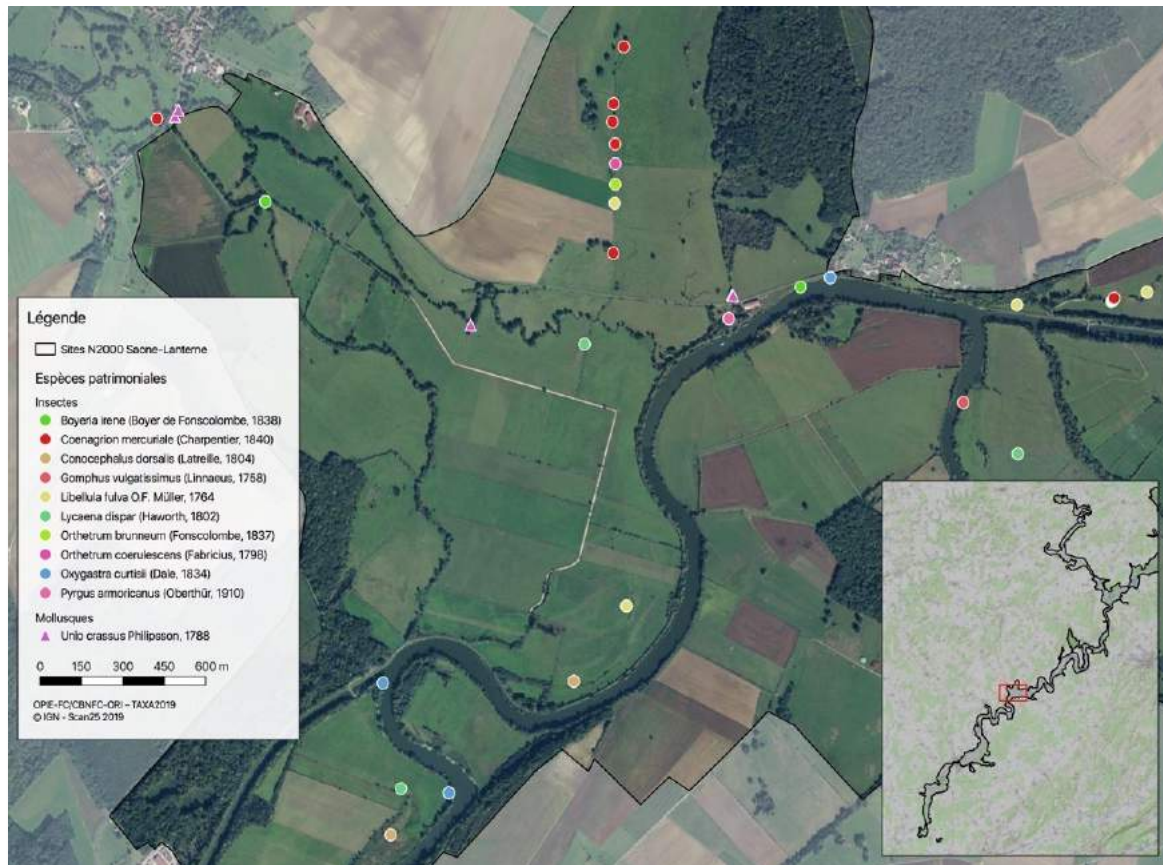 Légende
Sites N2000 Saone-Lanterne
Espèces patrimoniales
Insectes
Boyeria irene (Boyer de Fonscolombe, 1838)
Coenagrion mercuriale (Charpentier, 1840)
Conocephalus dorsalis (Latreille, 1804)
Gomphus vulgatissimus (Linnaeus, 1758)
Libellula fulva O.F. Müller, 1764
Lycaena dispar (Haworth, 1802)
Orthetrum brunneum (Fonscolombe, 1837)
Orthetrum coerulescens (Fabricius, 1798)
Oxygastra curtisii (Dale, 1834)
Pyrgus armoricanus (Oberthür, 1910)
Mollusques
Unio crassus Philipsson, 1788
0 150 300 450 600 m
OPIE-FC/CBNFC-ORI – TAXA2019
© IGN - Scan25 2019